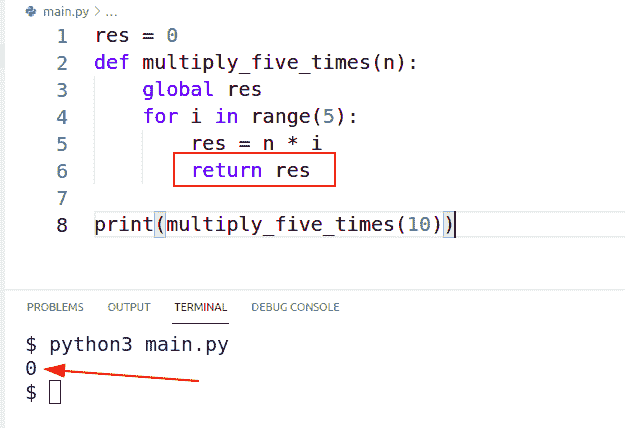 main.py > ...
1 res = 0
2 def multiply_five_times(n):
3     global res
4     for i in range(5):
5         res = n * i
6         return res
7
8 print(multiply_five_times(10))
PROBLEMS OUTPUT TERMINAL DEBUG CONSOLE
$ python3 main.py
0
$